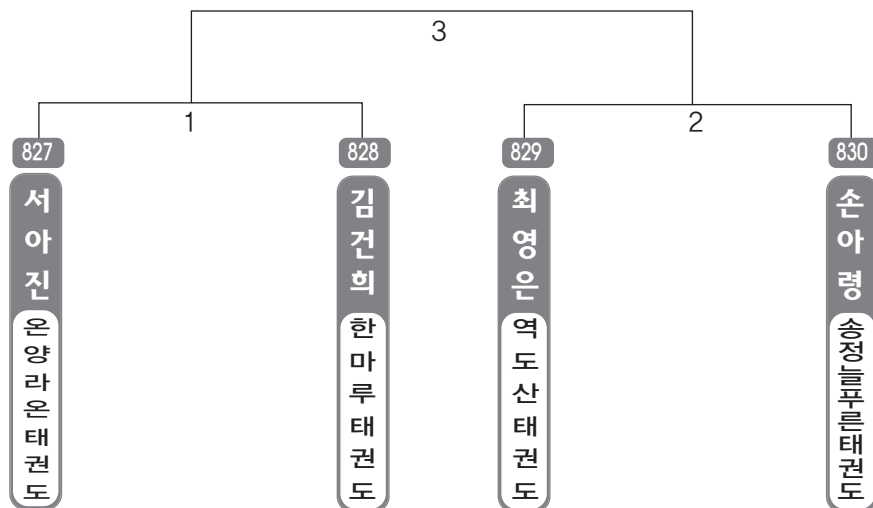 3
1
2
827
828
829
830
서아진
김건희
최영은
손아령
온양라온태권도
한마루태권도
역도산태권도
송정늘푸른태권도